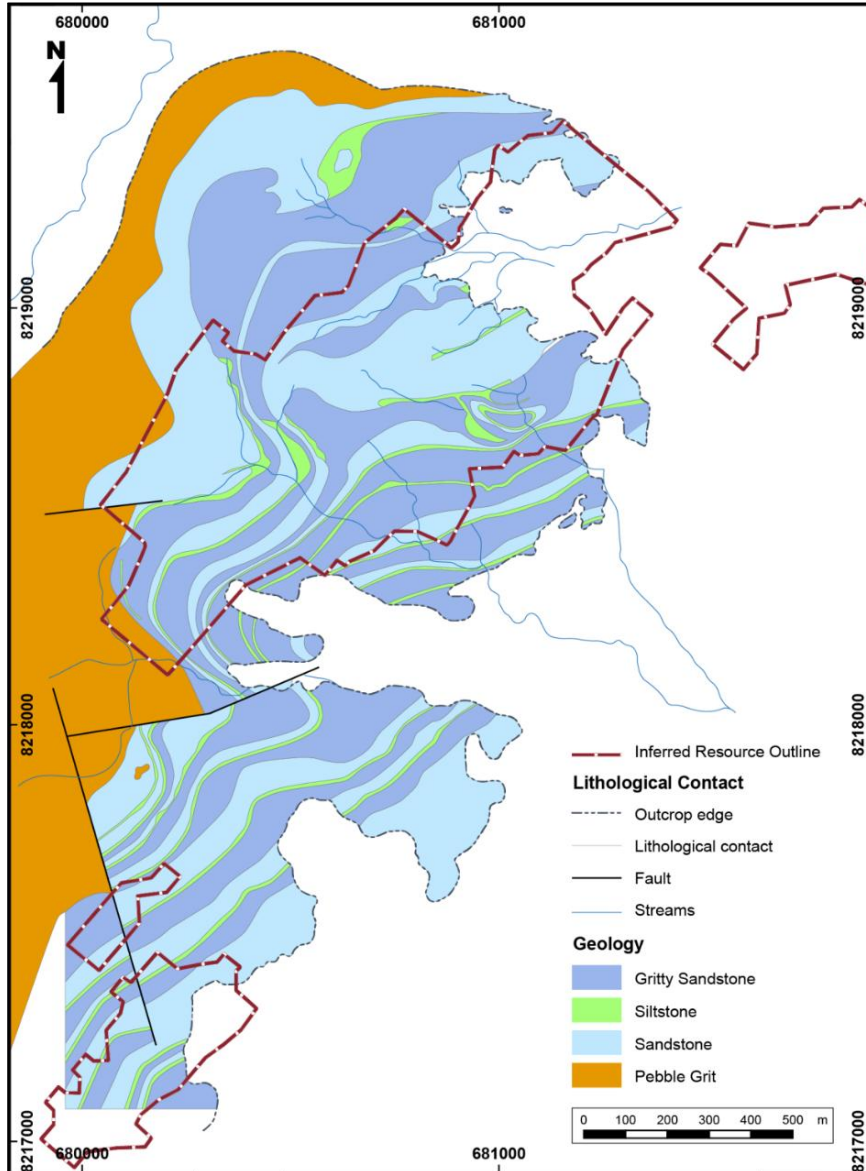 680000 681000
N
8219000 8219000
8218000 8218000
Inferred Resource Outline
Lithological Contact
Outcrop edge
Lithological contact
Fault
Streams
Geology
Gritty Sandstone
Siltstone
Sandstone
Pebble Grit
0 100 200 300 400 500 m
8217000 8217000
680000 681000